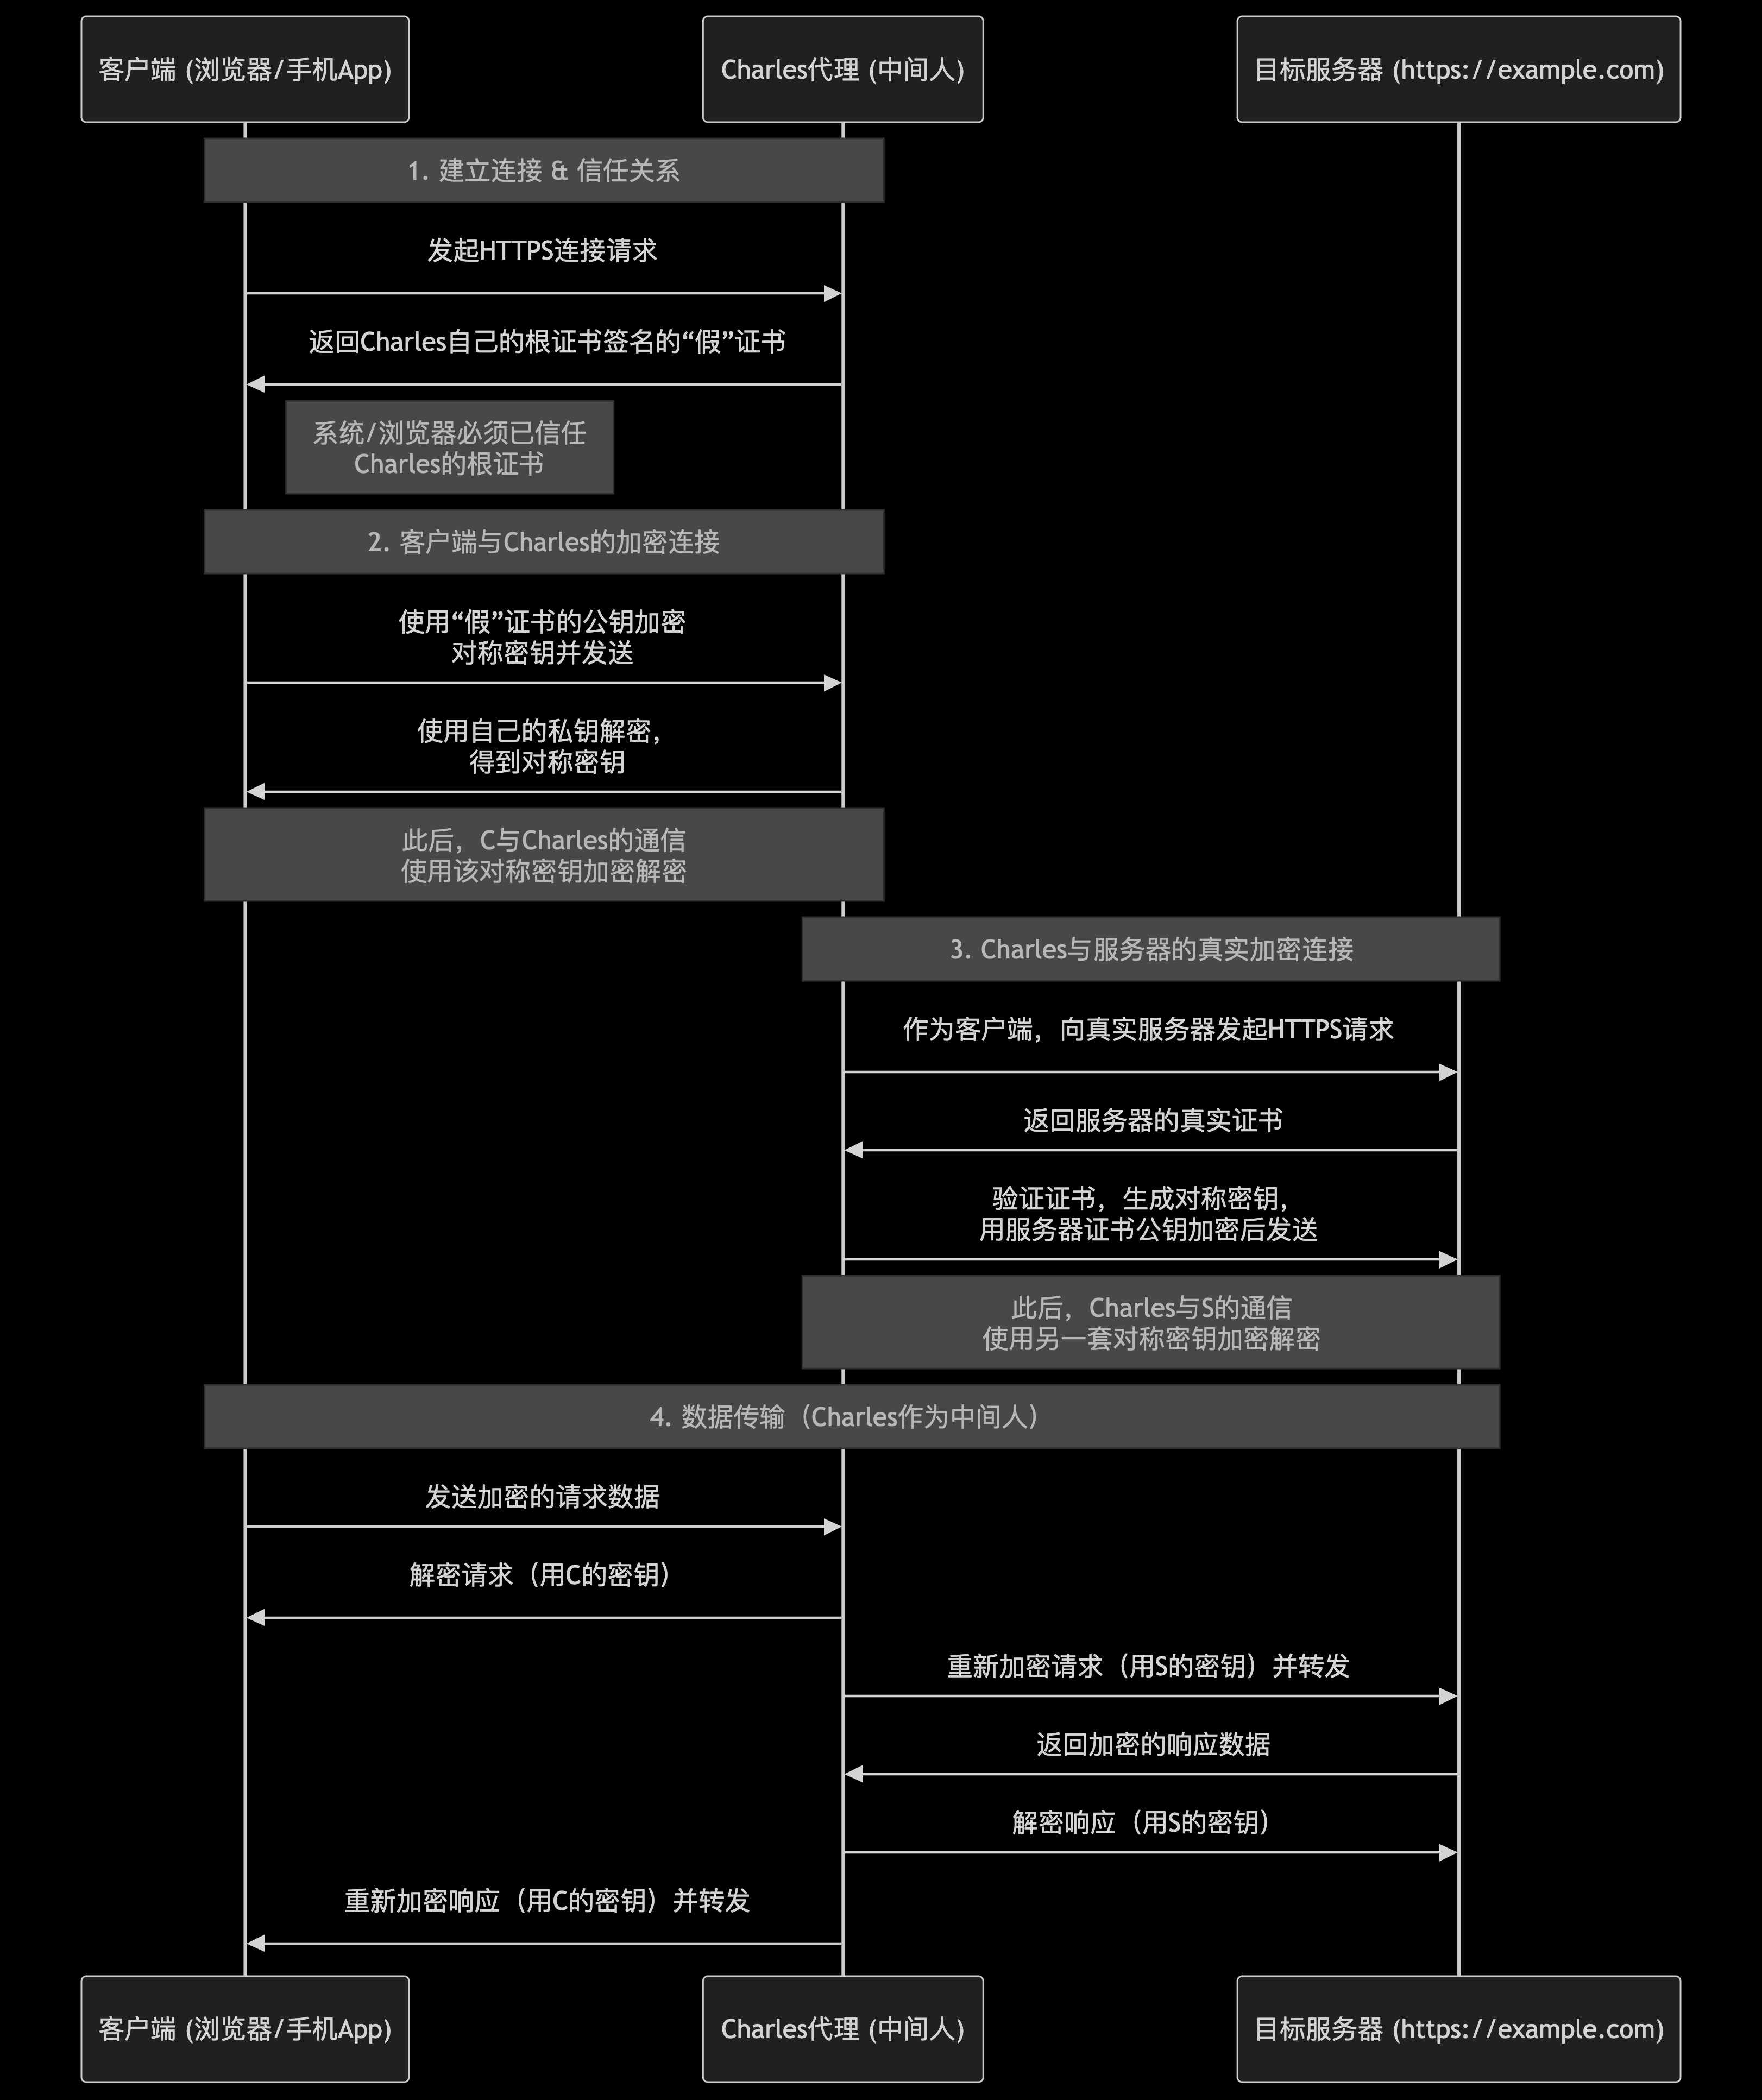 客户端 (浏览器/手机App)
Charles代理 (中间人)
目标服务器 (https://example.com)
1. 建立连接 & 信任关系
发起HTTPS连接请求
返回Charles自己的根证书签名的“假”证书
系统/浏览器必须已信任
Charles的根证书
2. 客户端与Charles的加密连接
使用“假”证书的公钥加密
对称密钥并发送
使用自己的私钥解密，
得到对称密钥
此后，C与Charles的通信
使用该对称密钥加密解密
3. Charles与服务器的真实加密连接
作为客户端，向真实服务器发起HTTPS请求
返回服务器的真实证书
验证证书，生成对称密钥，
用服务器证书公钥加密后发送
此后，Charles与S的通信
使用另一套对称密钥加密解密
4. 数据传输（Charles作为中间人）
发送加密的请求数据
解密请求（用C的密钥）
重新加密请求（用S的密钥）并转发
返回加密的响应数据
解密响应（用S的密钥）
重新加密响应（用C的密钥）并转发
客户端 (浏览器/手机App)
Charles代理 (中间人)
目标服务器 (https://example.com)